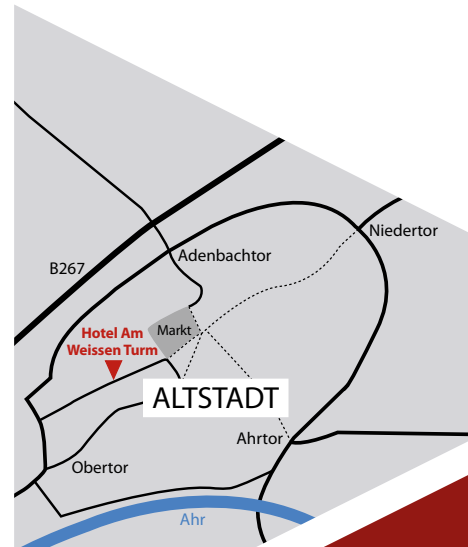 Niedertor
Adenbachtor
B267
Markt
Hotel Am
Weissen Turm
ALTSTADT
Ahrtor
Obertor
Ahr